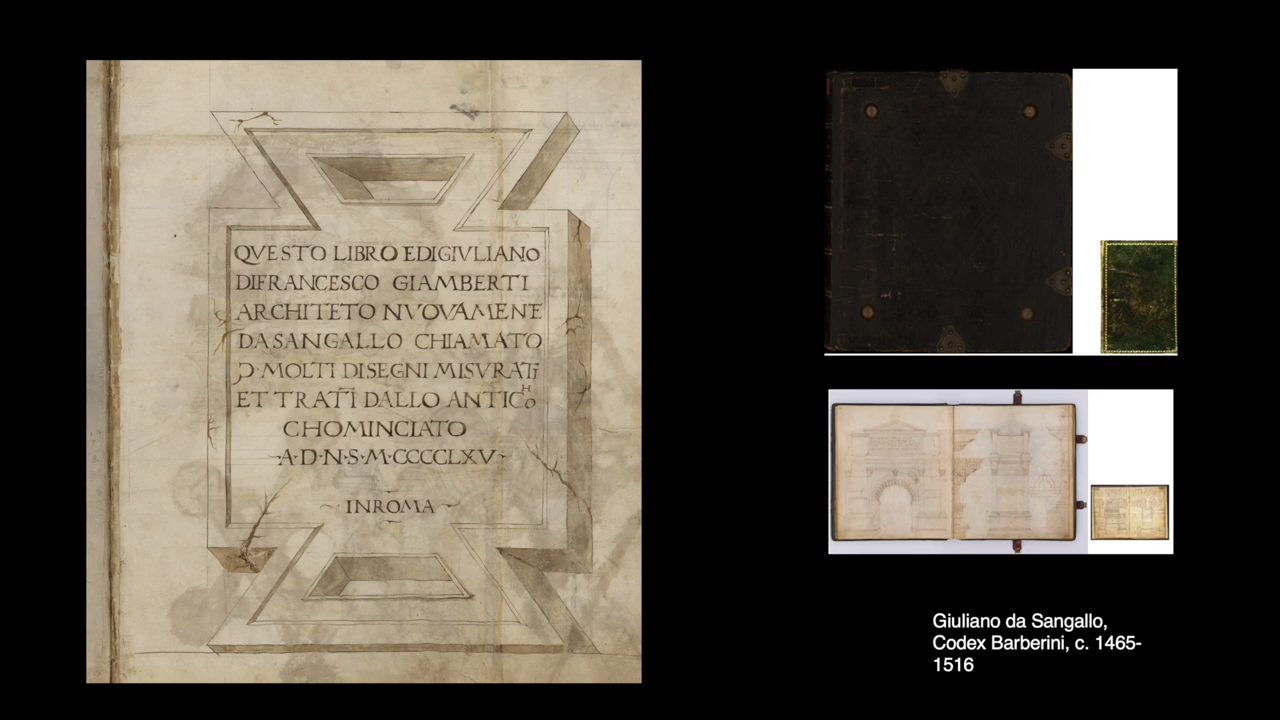 QVESTO LIBRO EDIGIVLIANO
DIFRANCESCO GIAMBERTI
ARCHITETO NVOVAMENE
DASANGALLO CHIAMATO
Ↄ·MOLTI DISEGNI MISVRATI
ET TRATĪ DALLO ANTICHO
CHOMINCIATO
A·D·N·S·M·CCCCLXV
INROMA
Giuliano da Sangallo,
Codex Barberini, c. 1465-
1516